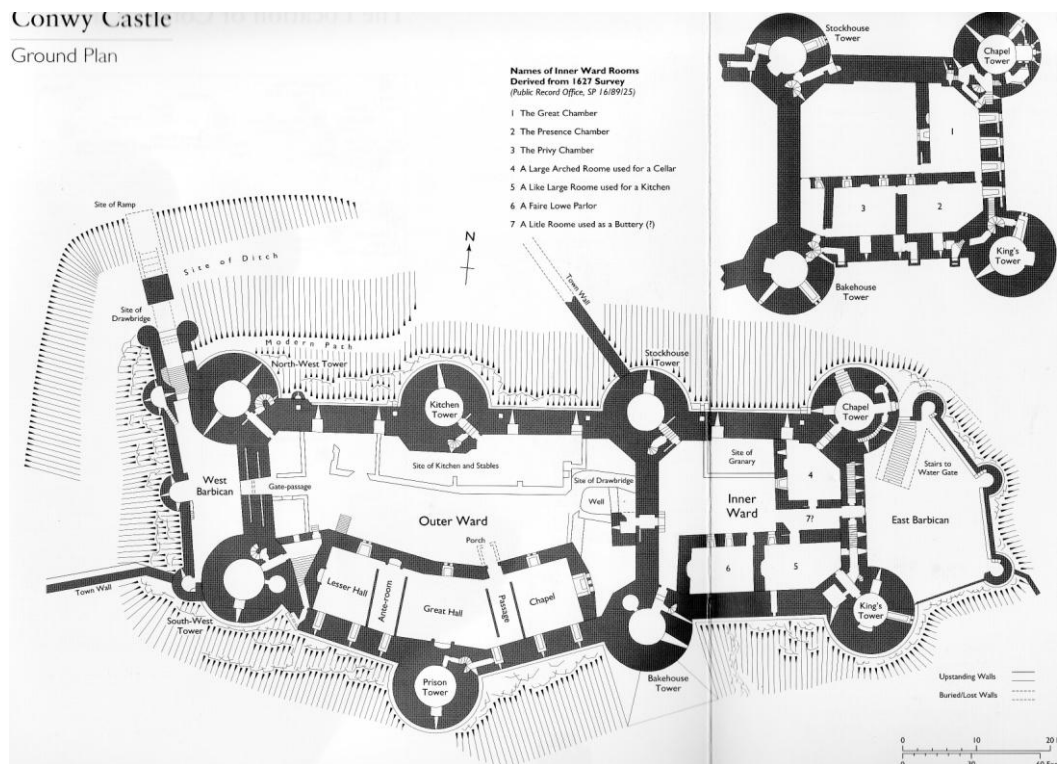 Conwy Castle
Ground Plan
Names of Inner Ward Rooms
Derived from 1627 Survey
(Public Record Office, SP 16/89/25)
1 The Great Chamber
2 The Presence Chamber
3 The Privy Chamber
4 A Large Arched Roome used for a Cellar
5 A Like Large Roome used for a Kitchen
6 A Faire Lowe Parlor
7 A Litle Roome used as a Buttery (?)
Stockhouse
Tower
Chapel
Tower
1
3
2
King's
Tower
Bakehouse
Tower
Site of Ramp
Site of Ditch
N
Site of
Drawbridge
Modern Path
North-West Tower
Town Wall
Stockhouse
Tower
Kitchen
Tower
Chapel
Tower
Site of Kitchen and Stables
Site of
Granary
4
Stairs to
Water Gate
West
Barbican
Gate-passage
Site of Drawbridge
Well
Inner
Ward
7?
East Barbican
Outer Ward
Porch
6
5
Lesser Hall
Ante-room
Great Hall
Passage
Chapel
Town Wall
South-West
Tower
King's
Tower
Prison
Tower
Bakehouse
Tower
Upstanding Walls
Buried/Lost Walls
0 10 20
0